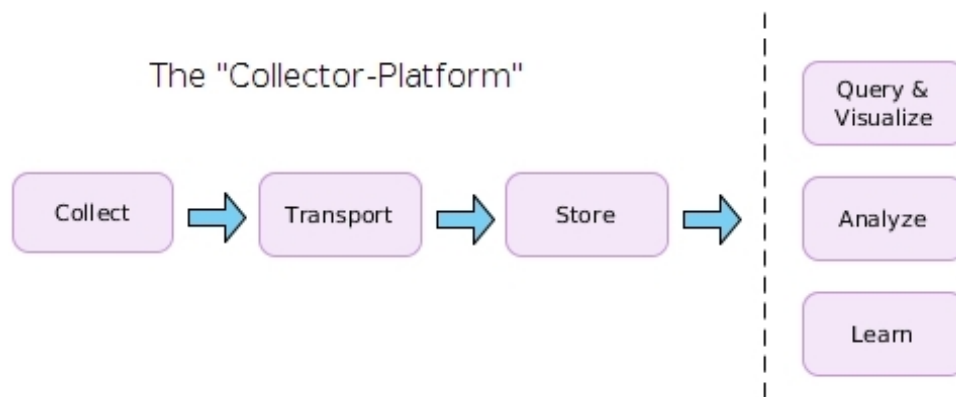 The "Collector-Platform"
Collect
Transport
Store
Query &
Visualize
Analyze
Learn